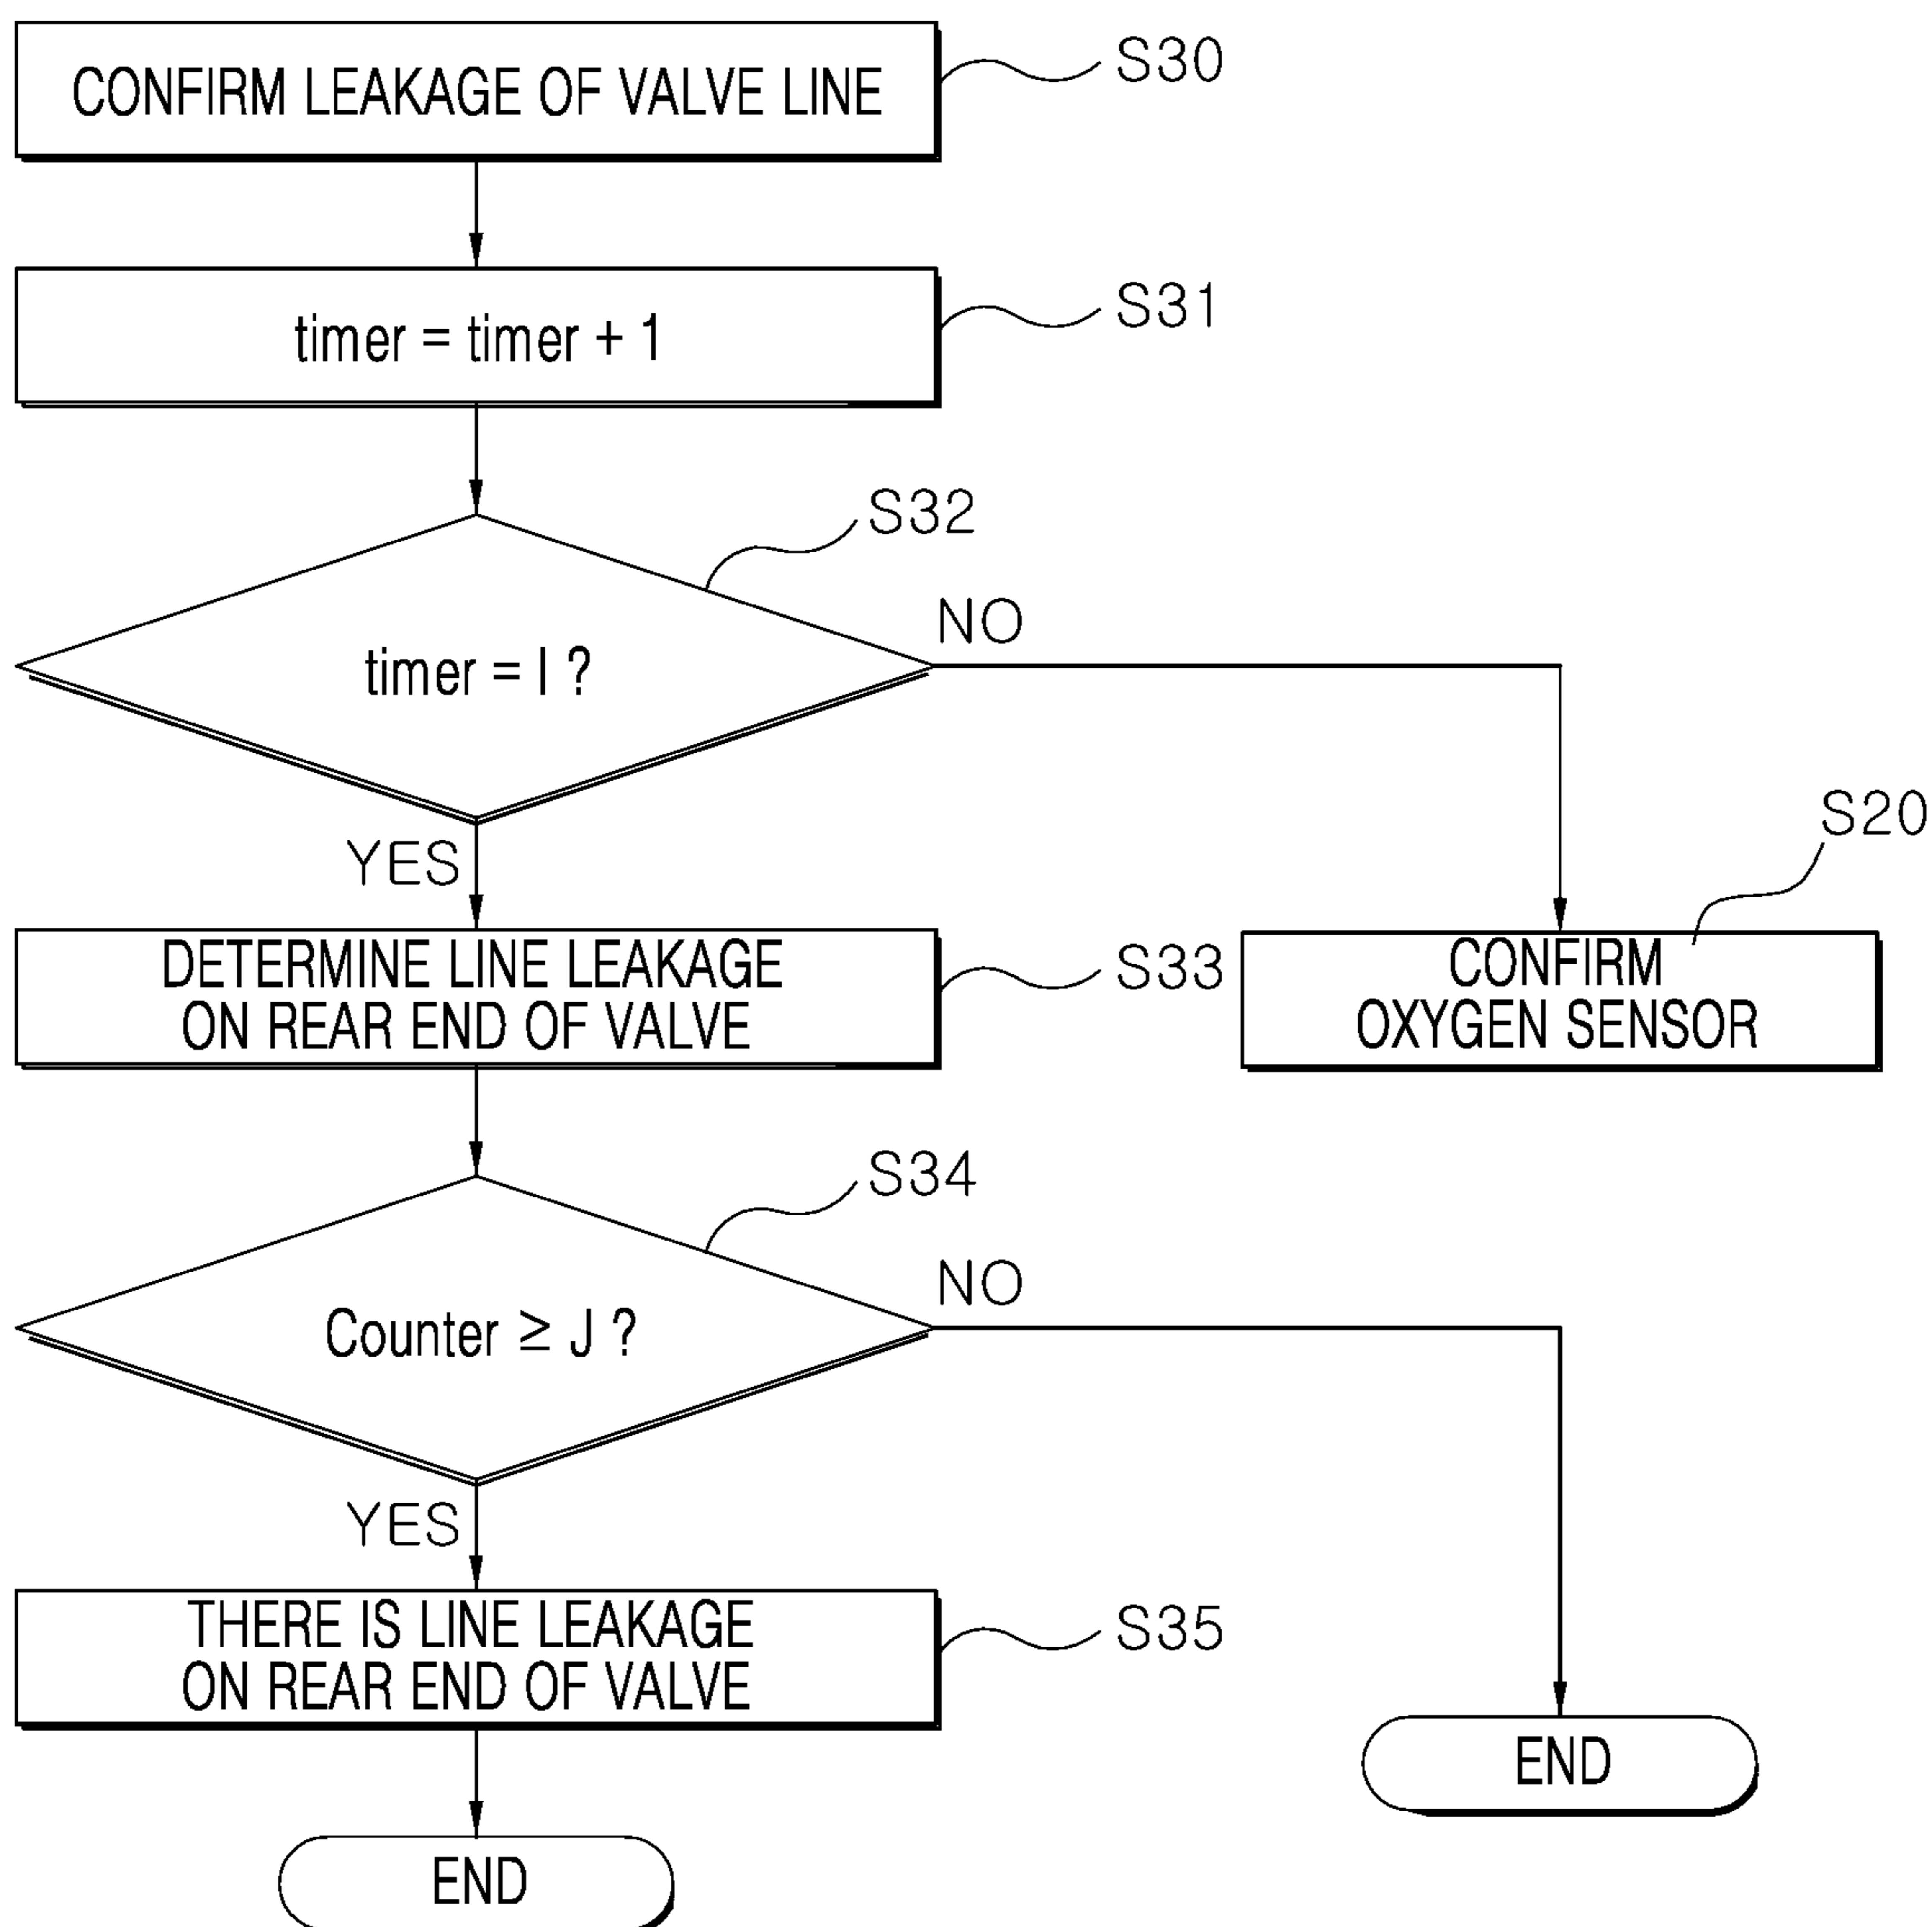 CONFIRM LEAKAGE OF VALVE LINE
S30
timer = timer + 1
S31
S32
timer = I ?
NO
YES
S20
DETERMINE LINE LEAKAGE
ON REAR END OF VALVE
S33
CONFIRM
OXYGEN SENSOR
S34
Counter ≥ J ?
NO
YES
THERE IS LINE LEAKAGE
ON REAR END OF VALVE
S35
END
END